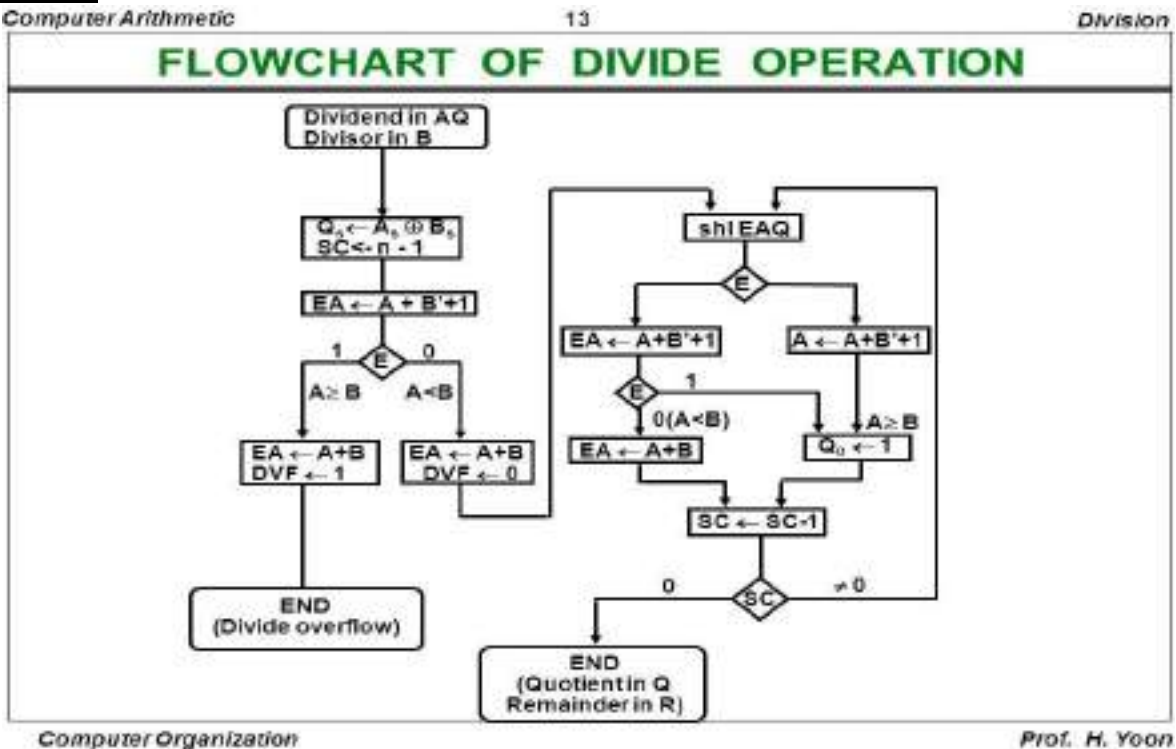 Computer Arithmetic
13
Division
FLOWCHART OF DIVIDE OPERATION
Dividend in AQ
Divisor in B
Qₛ ← Aₛ ⊕ Bₛ
SC <- n - 1
EA ← A + B'+1
1
E
0
A ≥ B
A<B
EA ← A+B
DVF ← 1
EA ← A+B
DVF ← 0
END
(Divide overflow)
shl EAQ
E
EA ← A+B'+1
A ← A+B'+1
E
1
0(A<B)
A ≥ B
EA ← A+B
Q₀ ← 1
SC ← SC-1
0
SC
≠ 0
END
(Quotient in Q
Remainder in R)
Computer Organization
Prof. H. Yoon